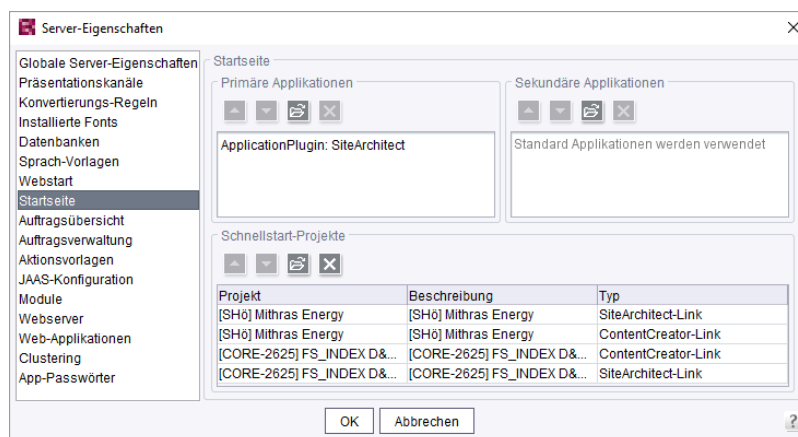 Server-Eigenschaften
Globale Server-Eigenschaften
Präsentationskanäle
Konvertierungs-Regeln
Installierte Fonts
Datenbanken
Sprach-Vorlagen
Webstart
Startseite
Auftragsübersicht
Auftragsverwaltung
Aktionsvorlagen
JAAS-Konfiguration
Module
Webserver
Web-Applikationen
Clustering
App-Passwörter
Startseite
Primäre Applikationen
ApplicationPlugin: SiteArchitect
Sekundäre Applikationen
Standard Applikationen werden verwendet
Schnellstart-Projekte
Projekt Beschreibung Typ
[SHö] Mithras Energy [SHö] Mithras Energy SiteArchitect-Link
[SHö] Mithras Energy [SHö] Mithras Energy ContentCreator-Link
[CORE-2625] FS_INDEX D&... [CORE-2625] FS_INDEX D&... ContentCreator-Link
[CORE-2625] FS_INDEX D&... [CORE-2625] FS_INDEX D&... SiteArchitect-Link
OK Abbrechen ?